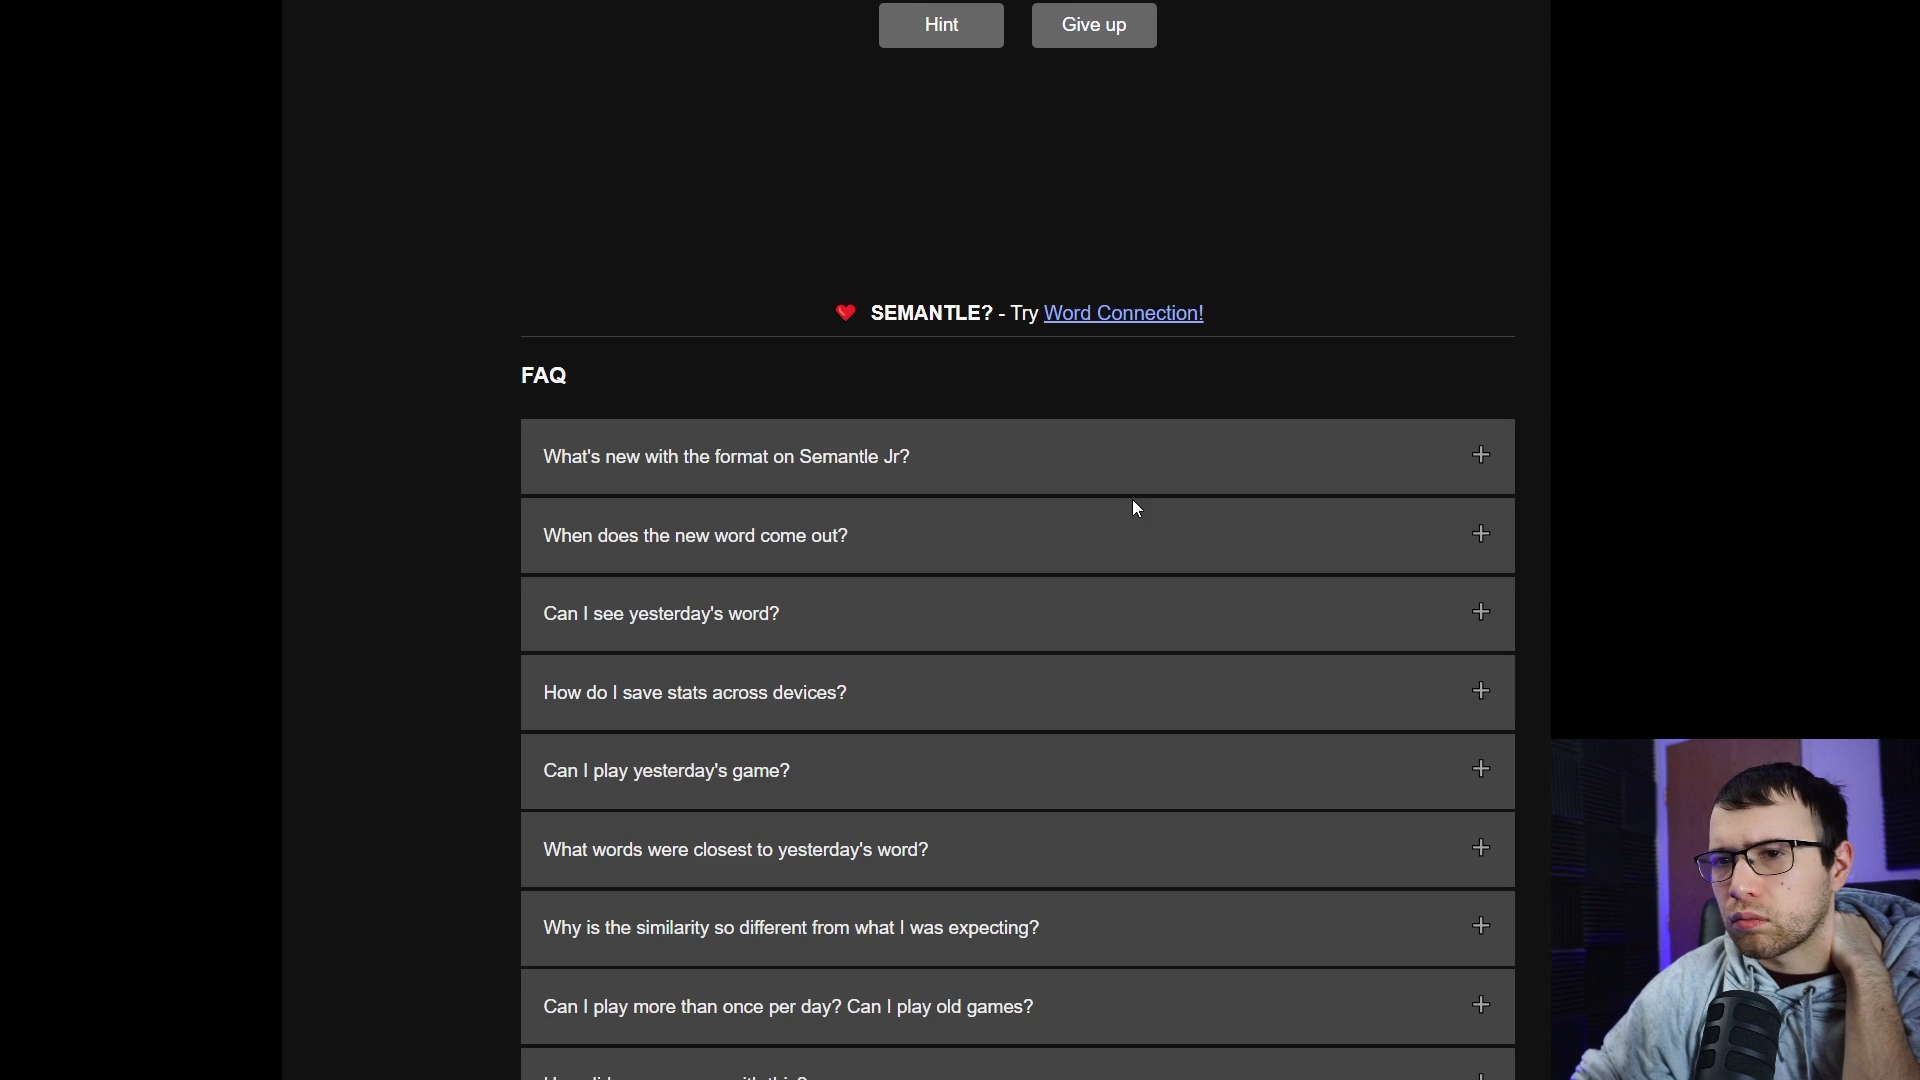 Hint
Give up
SEMANTLE? - Try Word Connection!
FAQ
What's new with the format on Semantle Jr?
When does the new word come out?
Can I see yesterday's word?
How do I save stats across devices?
Can I play yesterday's game?
What words were closest to yesterday's word?
Why is the similarity so different from what I was expecting?
Can I play more than once per day? Can I play old games?